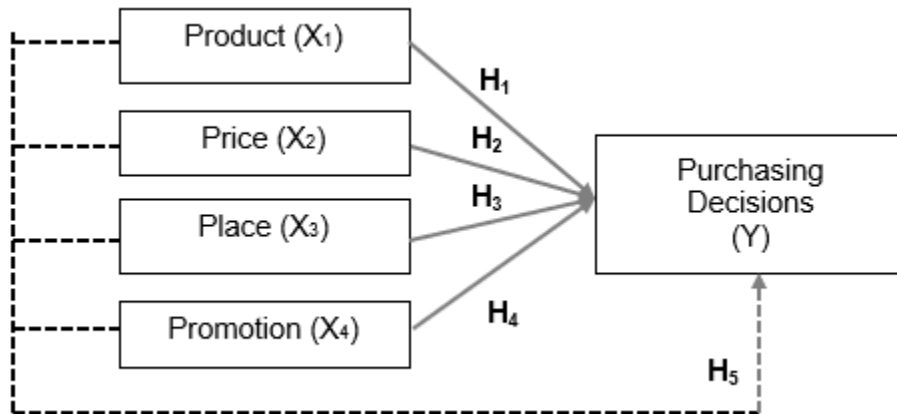 Product (X₁)
H₁
Price (X₂)
H₂
Place (X₃)
H₃
Promotion (X₄)
H₄
Purchasing
Decisions
(Y)
H₅